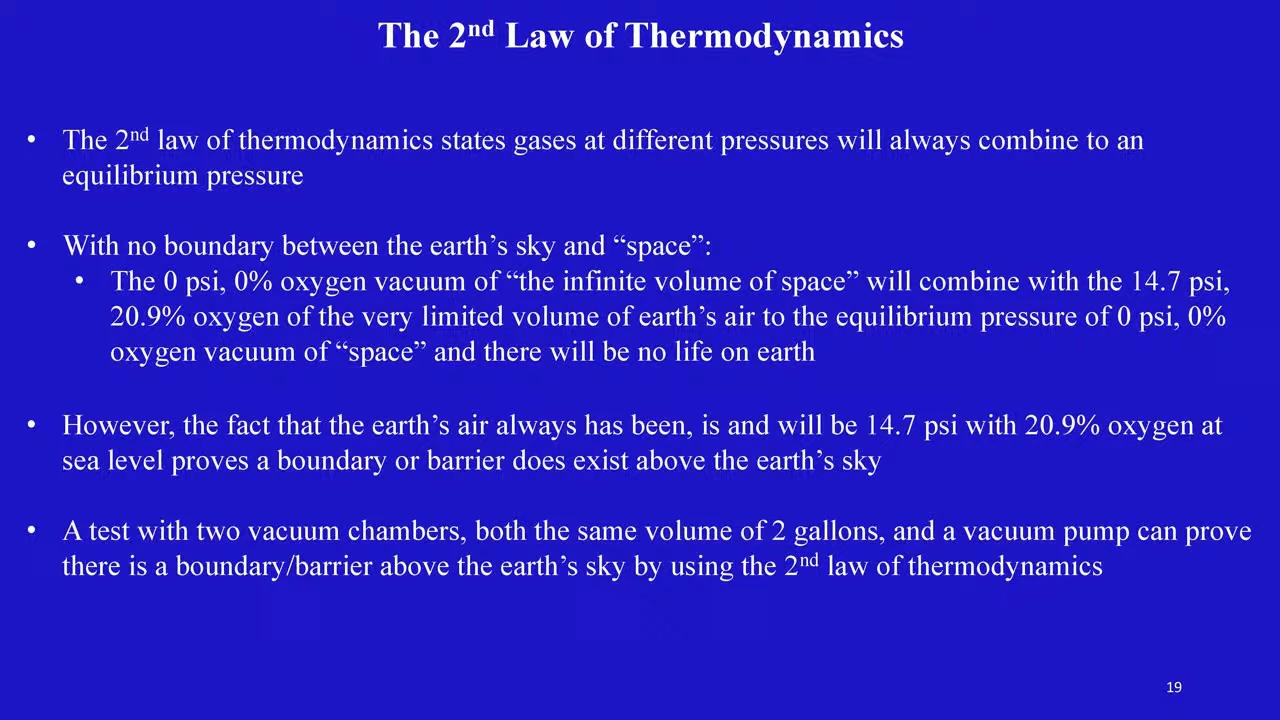 The 2nd Law of Thermodynamics
• The 2nd law of thermodynamics states gases at different pressures will always combine to an
equilibrium pressure
• With no boundary between the earth’s sky and “space”:
• The 0 psi, 0% oxygen vacuum of “the infinite volume of space” will combine with the 14.7 psi,
20.9% oxygen of the very limited volume of earth’s air to the equilibrium pressure of 0 psi, 0%
oxygen vacuum of “space” and there will be no life on earth
• However, the fact that the earth’s air always has been, is and will be 14.7 psi with 20.9% oxygen at
sea level proves a boundary or barrier does exist above the earth’s sky
• A test with two vacuum chambers, both the same volume of 2 gallons, and a vacuum pump can prove
there is a boundary/barrier above the earth’s sky by using the 2nd law of thermodynamics
19